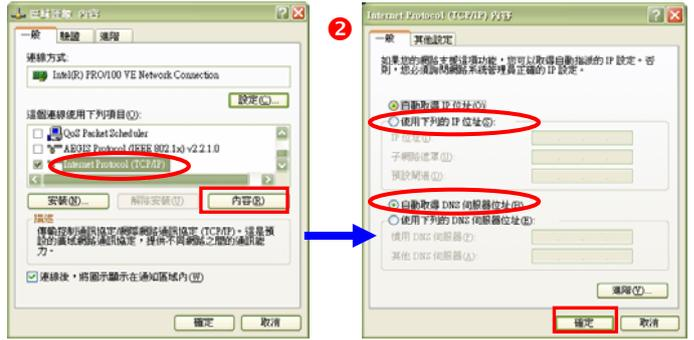 區域連線 內容
一般 驗證 進階
連線方式:
Intel(R) PRO/100 VE Network Connection
設定(C)...
這個連線使用下列項目(O):
QoS Packet Scheduler
AEGIS Protocol (IEEE 802.1x) v2.2.1.0
Internet Protocol (TCP/IP)
安裝(N)... 解除安裝(U) 內容(R)
描述
傳輸控制通訊協定/網際網路通訊協定 (TCP/IP)。這是預
設的廣域網路通訊協定，提供不同網路之間的通訊能
力。
連線後，將圖示顯示在通知區域內(W)
確定 取消
2
Internet Protocol (TCP/IP) 內容
一般 其他設定
如果您的網路支援這項功能，您可以取得自動指派的 IP 設定。否
則，您必須詢問網路系統管理員正確的 IP 設定。
自動取得 IP 位址(O)
使用下列的 IP 位址(S):
IP 位址(I):
子網路遮罩(U):
預設閘道(D):
自動取得 DNS 伺服器位址(B)
使用下列的 DNS 伺服器位址(E):
慣用 DNS 伺服器(P):
其他 DNS 伺服器(A):
進階(V)...
確定 取消